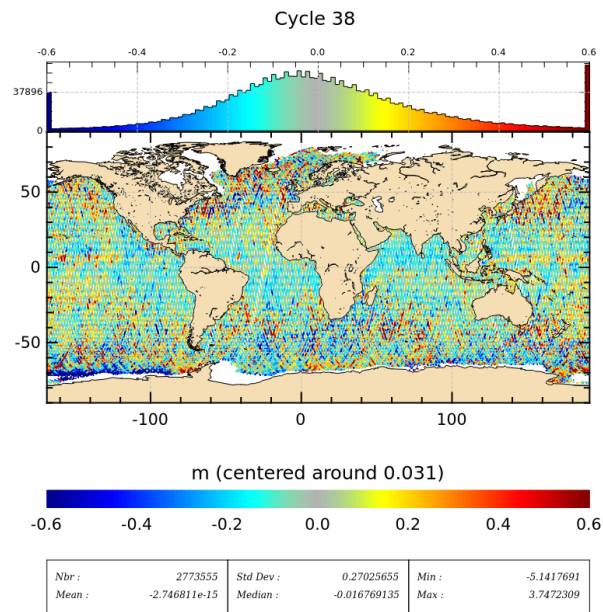 Cycle 38
-0.6 -0.4 -0.2 0.0 0.2 0.4 0.6
37896
0
50
0
-50
-100 0 100
m (centered around 0.031)
-0.6 -0.4 -0.2 0.0 0.2 0.4 0.6
Nbr : 2773555 Std Dev : 0.27025655 Min : -5.1417691
Mean : -2.746811e-15 Median : -0.016769135 Max : 3.7472309